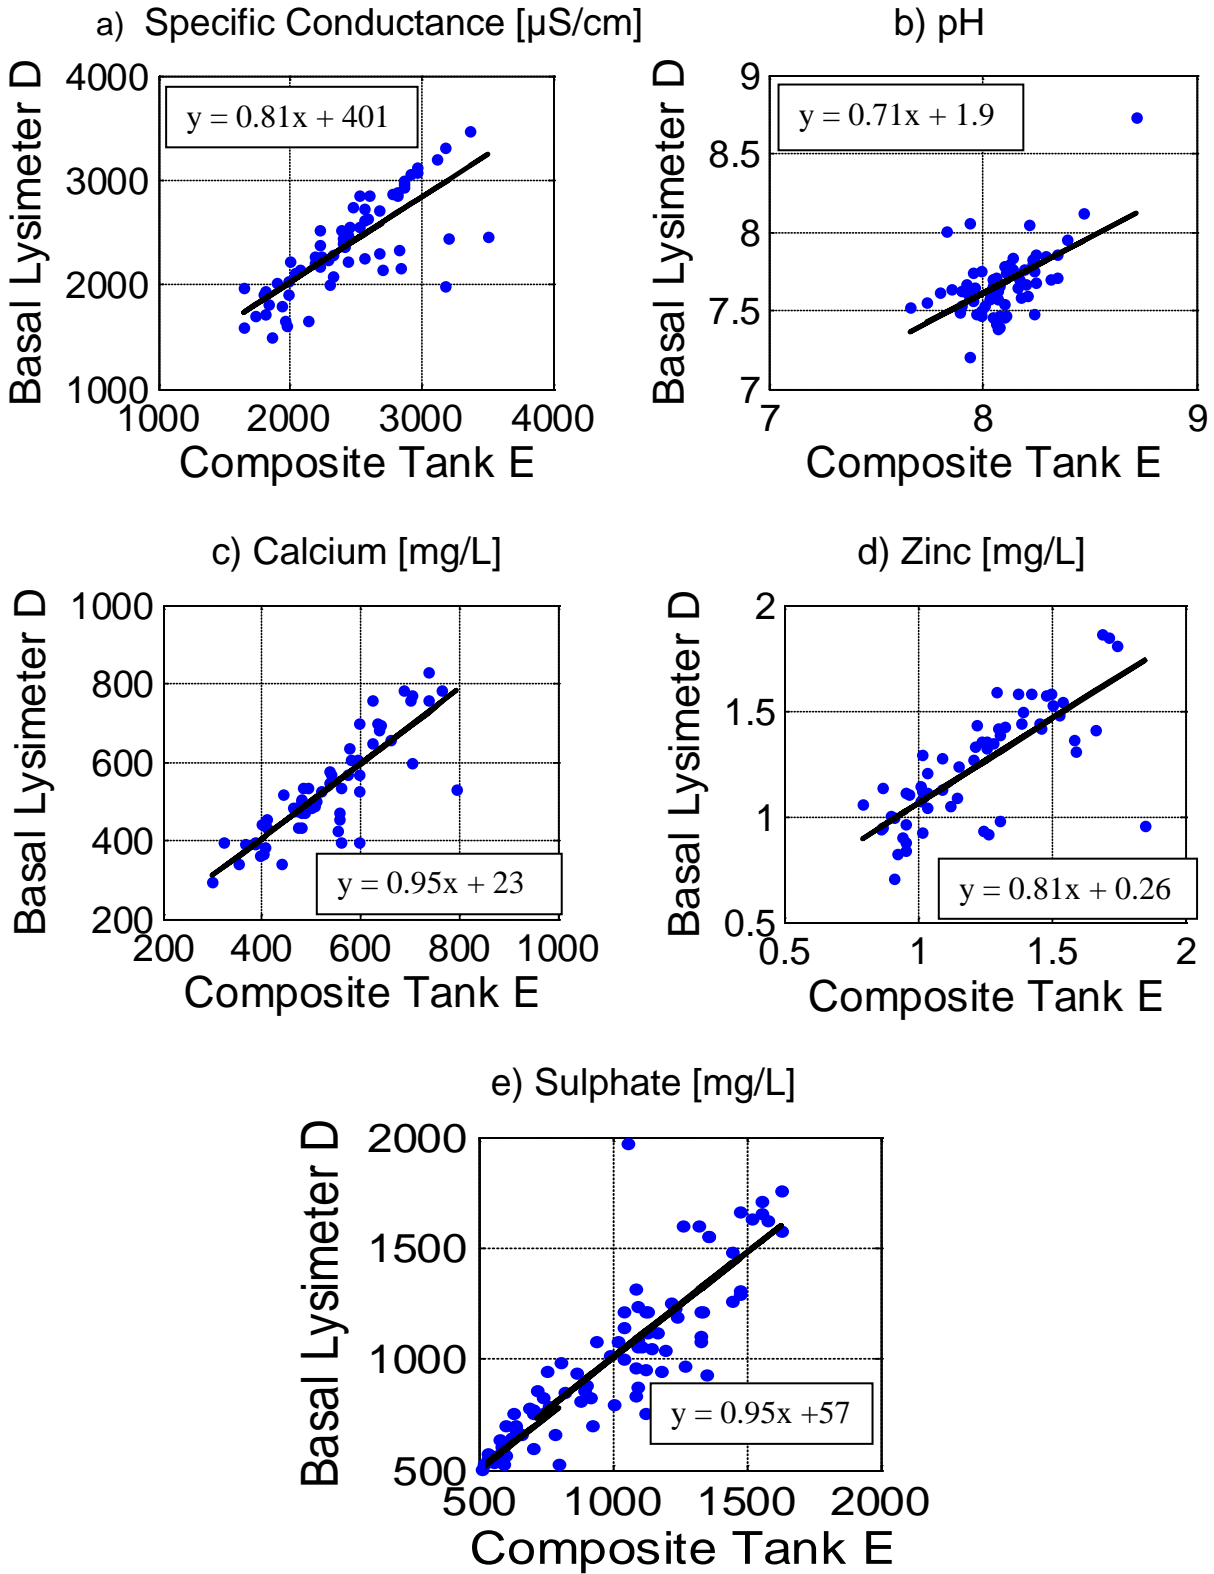 a) Specific Conductance [µS/cm]
b) pH
Basal Lysimeter D
4000
3000
2000
1000
y = 0.81x + 401
1000 2000 3000 4000
Composite Tank E
Basal Lysimeter D
9
8.5
8
7.5
7
y = 0.71x + 1.9
7 8 9
Composite Tank E
c) Calcium [mg/L]
d) Zinc [mg/L]
Basal Lysimeter D
1000
800
600
400
200
y = 0.95x + 23
200 400 600 800 1000
Composite Tank E
Basal Lysimeter D
2
1.5
1
0.5
y = 0.81x + 0.26
0.5 1 1.5 2
Composite Tank E
e) Sulphate [mg/L]
Basal Lysimeter D
2000
1500
1000
500
y = 0.95x +57
500 1000 1500 2000
Composite Tank E